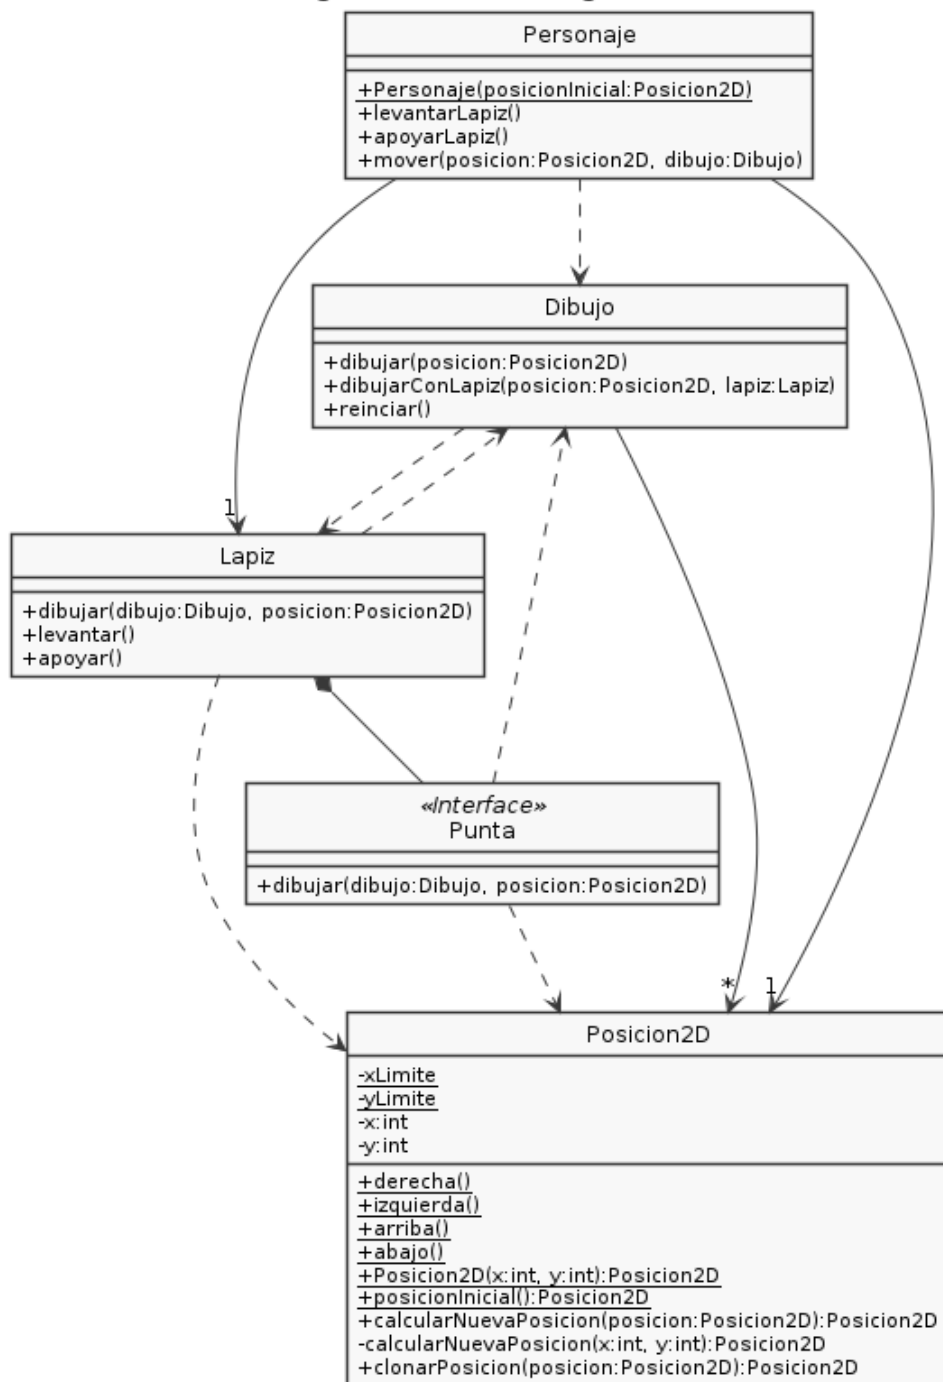 Personaje
+Personaje(posicionInicial:Posicion2D)
+levantarLapiz()
+apoyarLapiz()
+mover(posicion:Posicion2D, dibujo:Dibujo)
Dibujo
+dibujar(posicion:Posicion2D)
+dibujarConLapiz(posicion:Posicion2D, lapiz:Lapiz)
+reinciar()
1
Lapiz
+dibujar(dibujo:Dibujo, posicion:Posicion2D)
+levantar()
+apoyar()
«Interface»
Punta
+dibujar(dibujo:Dibujo, posicion:Posicion2D)
* 1
Posicion2D
-xLimite
-yLimite
-x:int
-y:int
+derecha()
+izquierda()
+arriba()
+abajo()
+Posicion2D(x:int, y:int):Posicion2D
+posicionInicial():Posicion2D
+calcularNuevaPosicion(posicion:Posicion2D):Posicion2D
-calcularNuevaPosicion(x:int, y:int):Posicion2D
+clonarPosicion(posicion:Posicion2D):Posicion2D